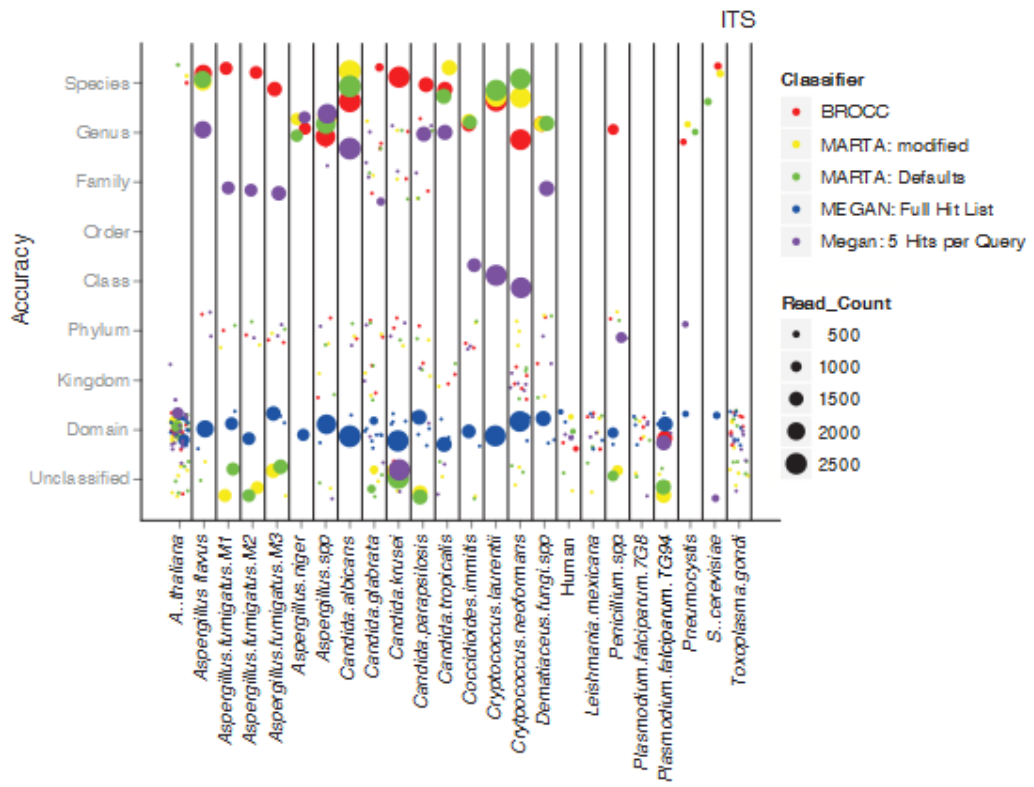 ITS
Accuracy
Species
Genus
Family
Order
Class
Phylum
Kingdom
Domain
Unclassified
A..thaliana
Aspergillus flavus
Aspergillus.fumigatus.M1
Aspergillus.fumigatus.M2
Aspergillus.fumigatus.M3
Aspergillus.niger
Aspergillus.spp
Candida.albicans
Candida.glabrata
Candida.krusei
Candida.parapsilosis
Candida.tropicalis
Coccidioides.immitis
Cryptococcus.laurentii
Crytpococcus.neoformans
Dematiaceus.fungi.spp
Human
Leishmania.mexicana
Penicillium.spp
Plasmodium.falciparum.7G8
Plasmodium.falciparum.TG94
Pneumocystis
S..cerevisiae
Toxoplasma.gondi
Classifier
BROCC
MARTA: modified
MARTA: Defaults
MEGAN: Full Hit List
Megan: 5 Hits per Query
Read_Count
500
1000
1500
2000
2500